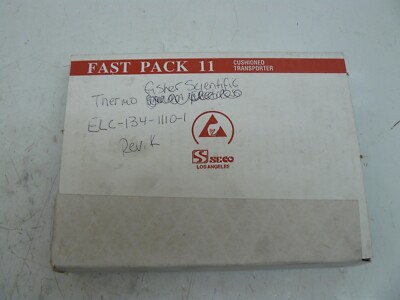 FAST PACK 11 CUSHIONED
TRANSPORTER
Fisher Scientific
Thermo
ELC-134-1110-1
Rev. K
SECO
LOS ANGELES